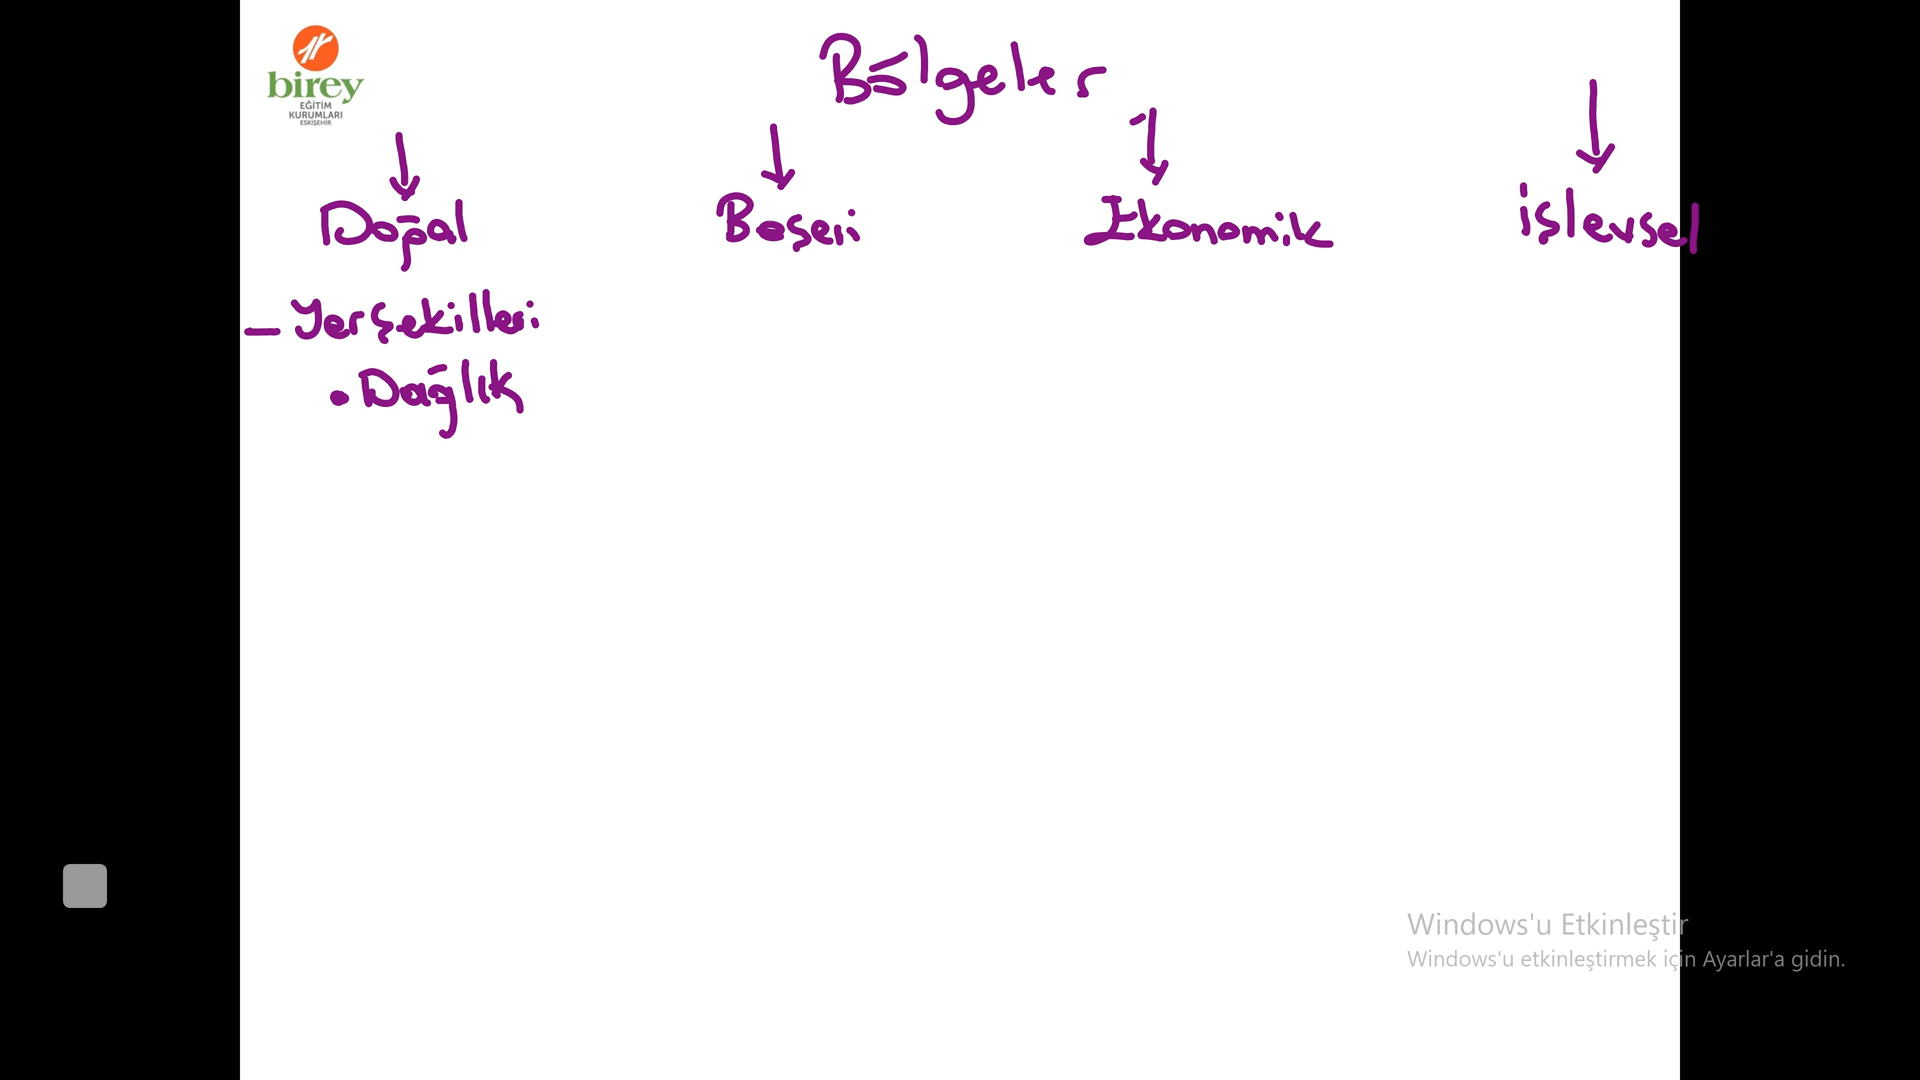 birey
EĞİTİM
KURUMLARI
ESKİŞEHİR
Bölgeler
Doğal
Beşeri
Ekonomik
işlevsel
- Yerşekilleri
• Dağlık
Windows'u Etkinleştir
Windows'u etkinleştirmek için Ayarlar'a gidin.